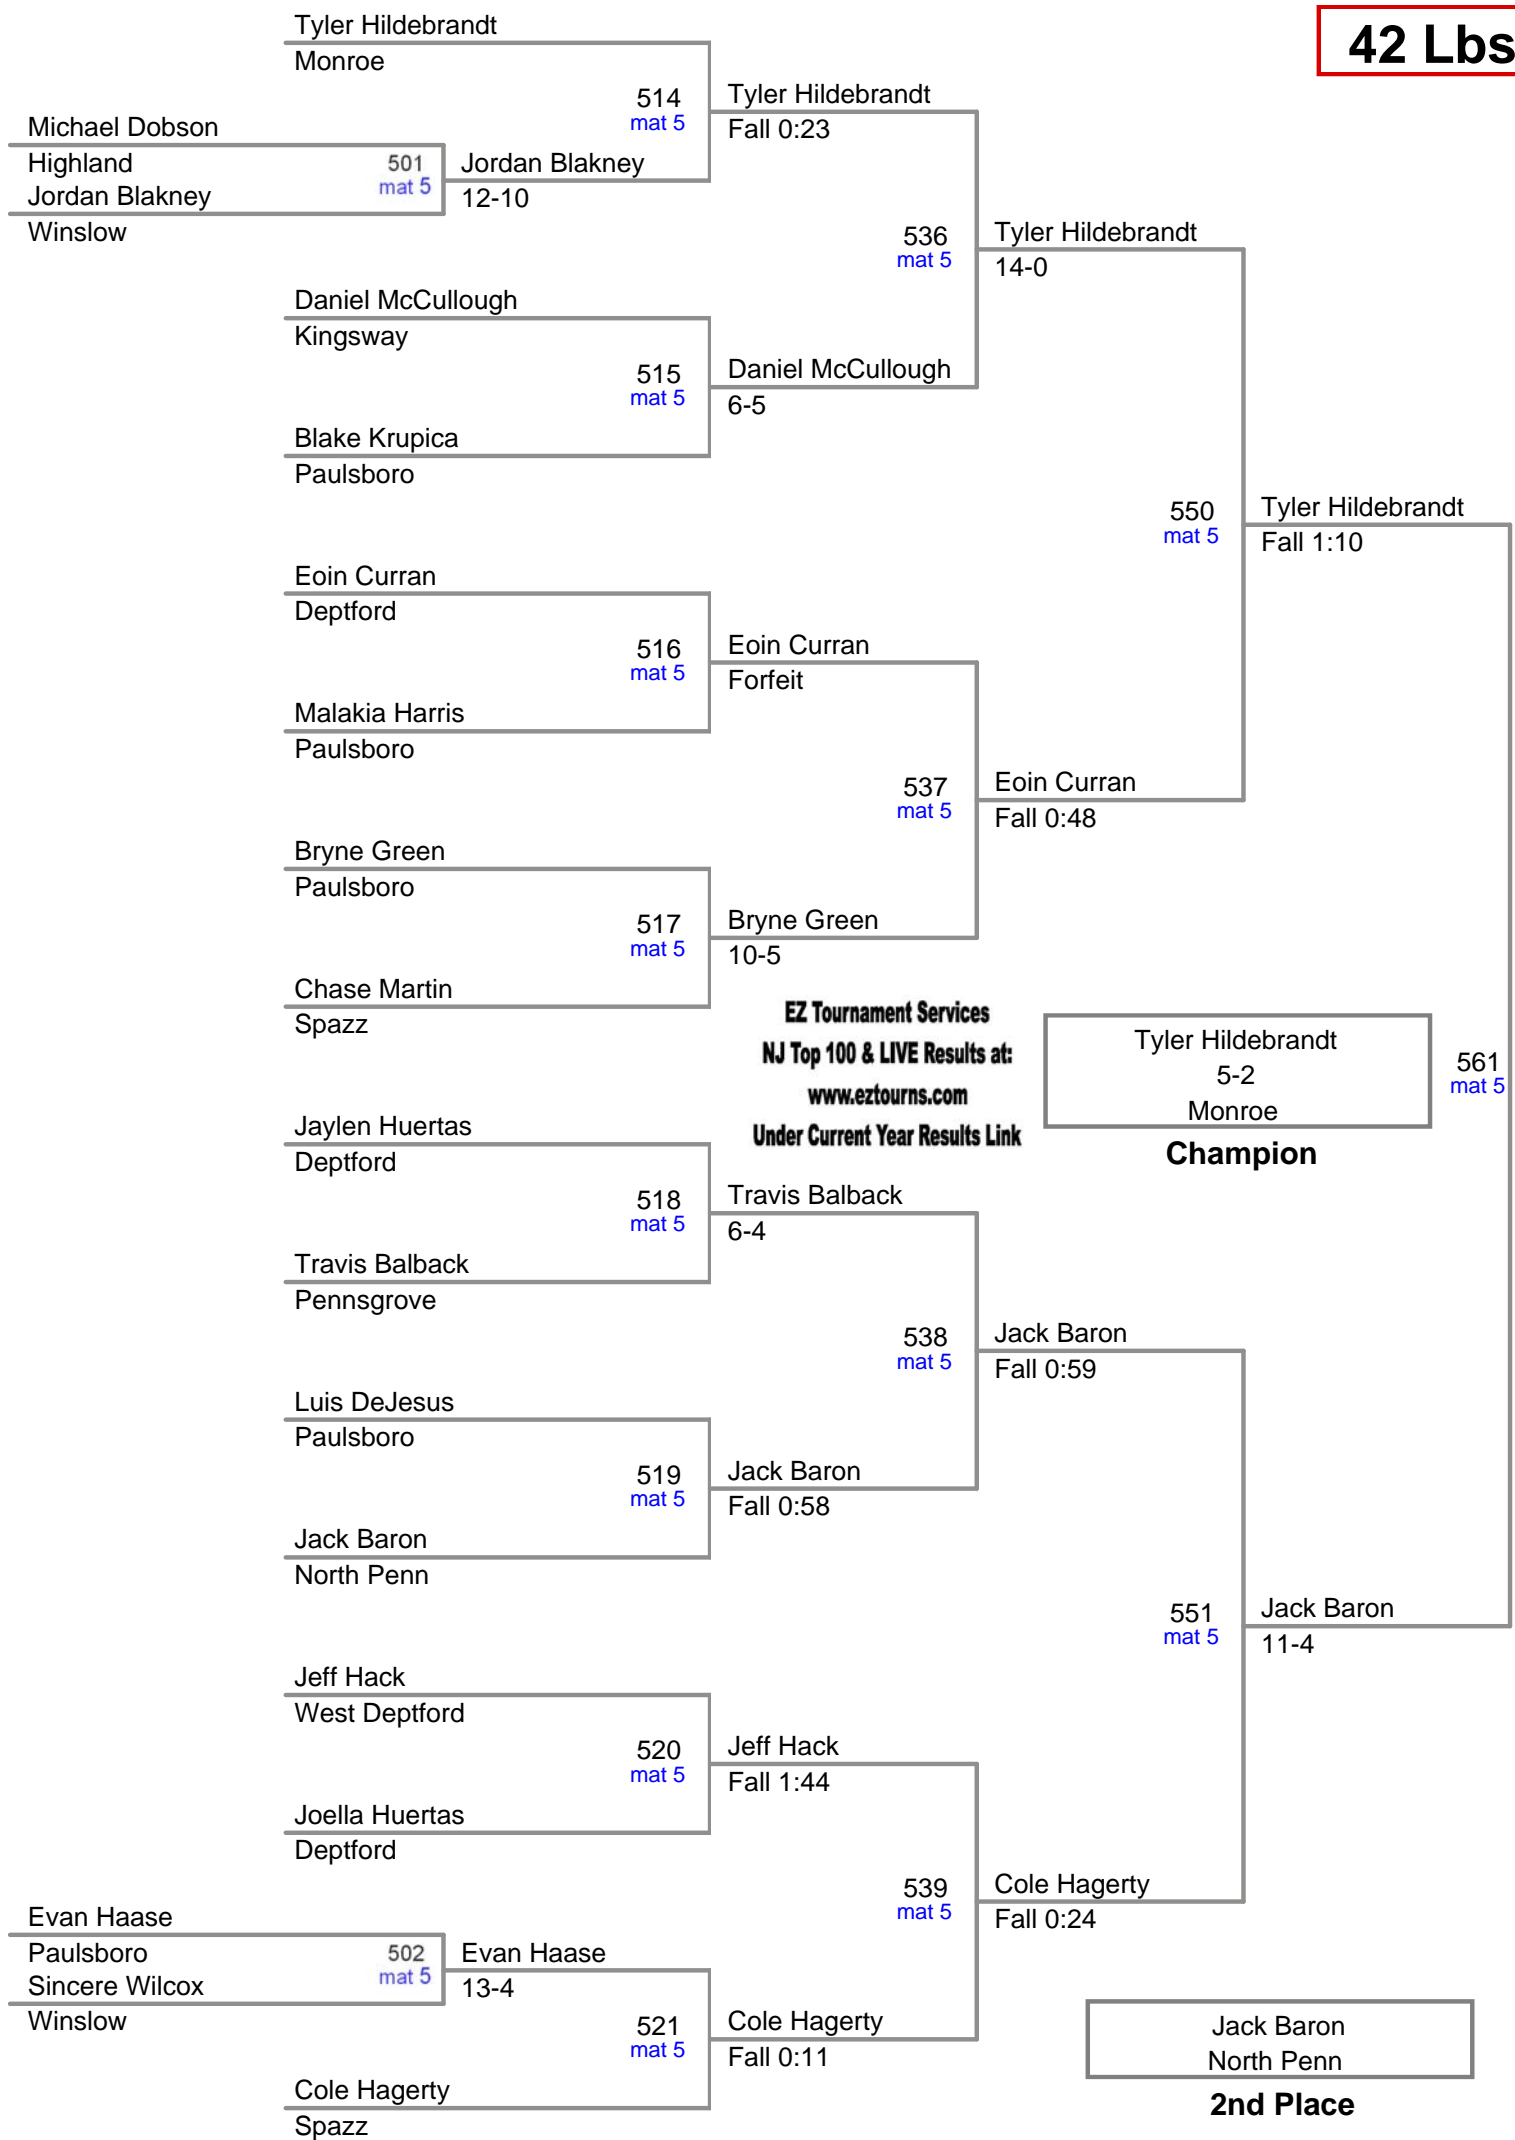 Tyler Hildebrandt
Monroe
42 Lbs
514
mat 5
Tyler Hildebrandt
Fall 0:23
Michael Dobson
Highland
501
mat 5
Jordan Blakney
12-10
Jordan Blakney
Winslow
536
mat 5
Tyler Hildebrandt
14-0
Daniel McCullough
Kingsway
515
mat 5
Daniel McCullough
6-5
Blake Krupica
Paulsboro
550
mat 5
Tyler Hildebrandt
Fall 1:10
Eoin Curran
Deptford
516
mat 5
Eoin Curran
Forfeit
Malakia Harris
Paulsboro
537
mat 5
Eoin Curran
Fall 0:48
Bryne Green
Paulsboro
517
mat 5
Bryne Green
10-5
Chase Martin
Spazz
EZ Tournament Services
NJ Top 100 & LIVE Results at:
www.eztourns.com
Under Current Year Results Link
Tyler Hildebrandt
5-2
Monroe
Champion
561
mat 5
Jaylen Huertas
Deptford
518
mat 5
Travis Balback
6-4
Travis Balback
Pennsgrove
538
mat 5
Jack Baron
Fall 0:59
Luis DeJesus
Paulsboro
519
mat 5
Jack Baron
Fall 0:58
Jack Baron
North Penn
551
mat 5
Jack Baron
11-4
Jeff Hack
West Deptford
520
mat 5
Jeff Hack
Fall 1:44
Joella Huertas
Deptford
539
mat 5
Cole Hagerty
Fall 0:24
Evan Haase
Paulsboro
502
mat 5
Evan Haase
13-4
Sincere Wilcox
Winslow
521
mat 5
Cole Hagerty
Fall 0:11
Cole Hagerty
Spazz
Jack Baron
North Penn
2nd Place